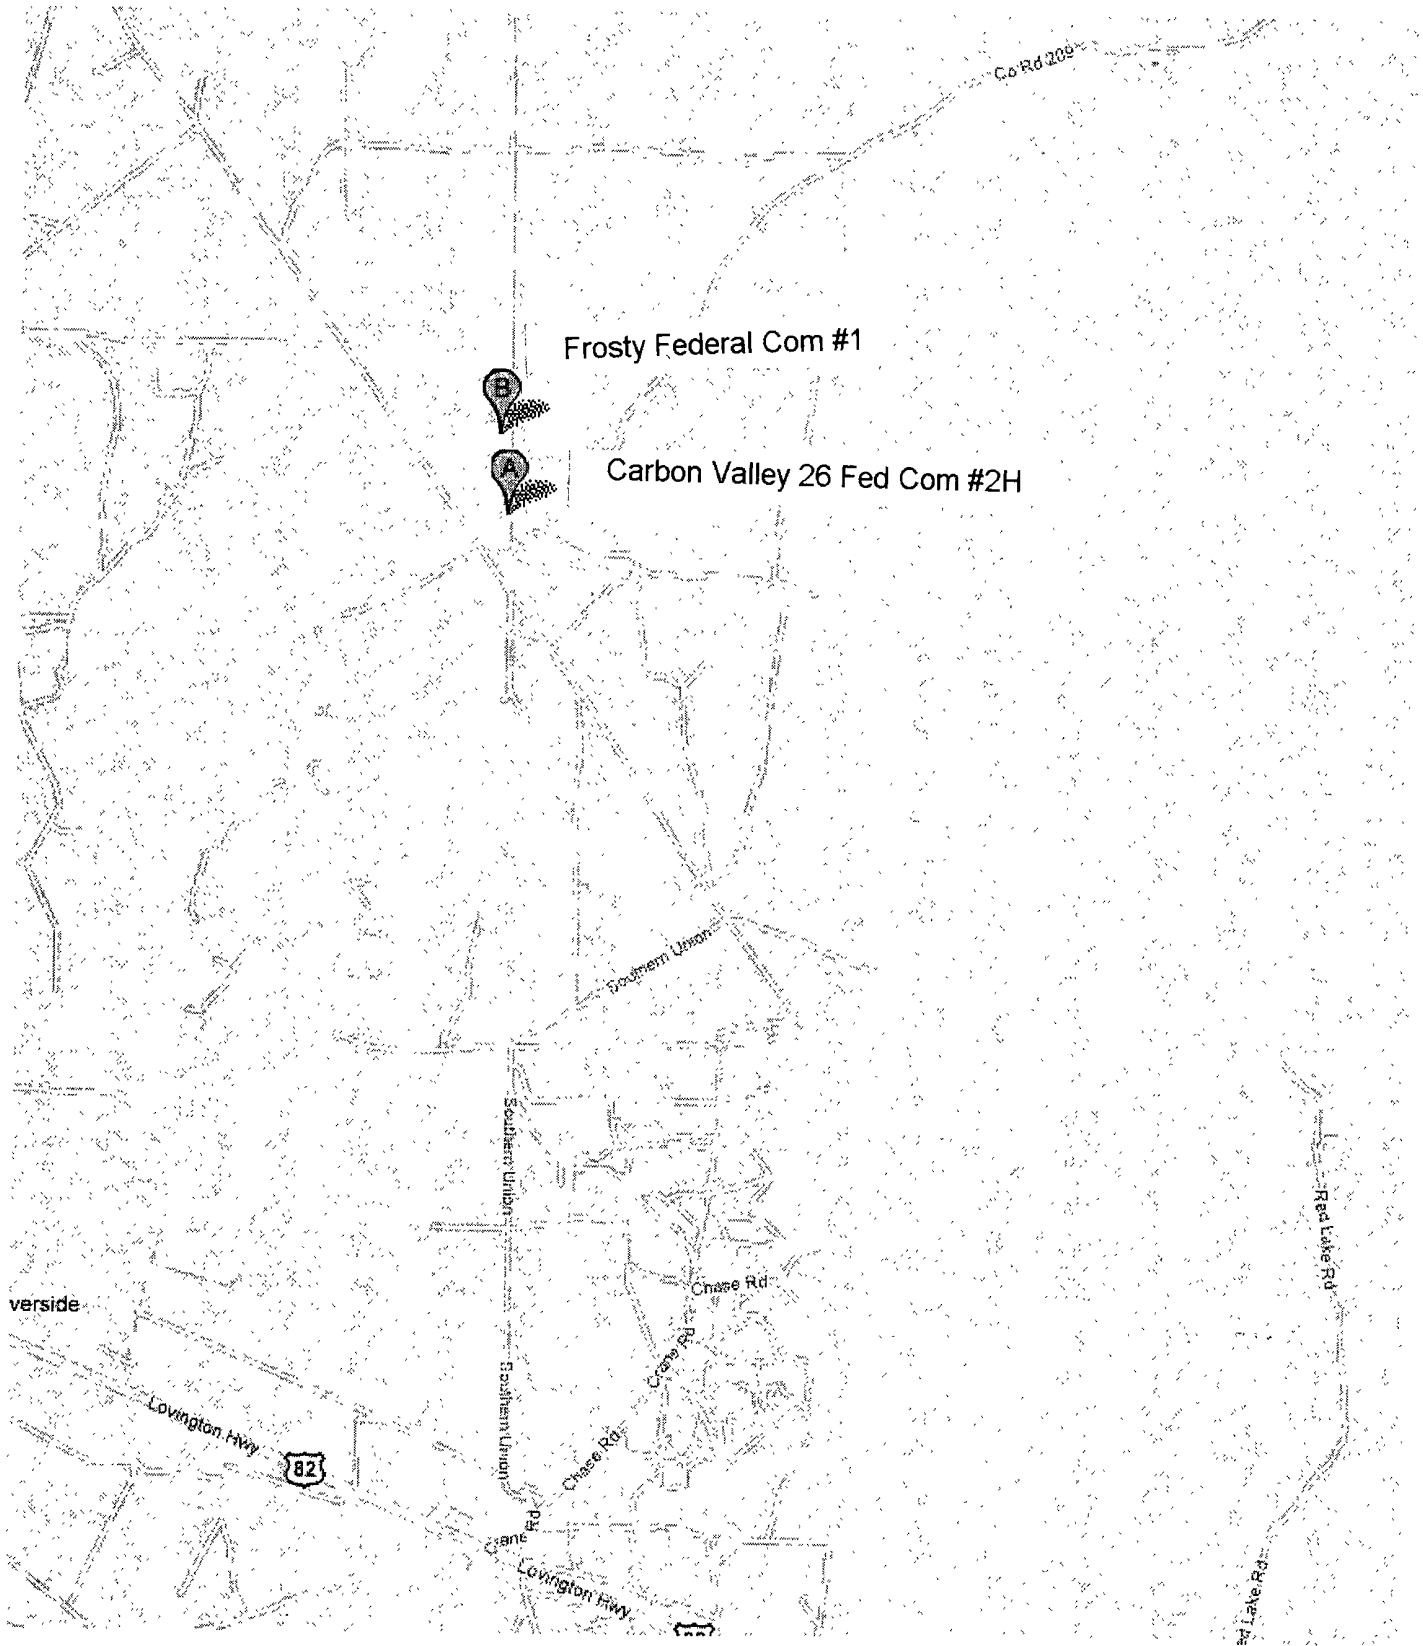 Co Rd 209
Frosty Federal Com #1
B
A
Carbon Valley 26 Fed Com #2H
Southern Union
Southern Union
Red Lake Rd
Chase Rd
verside
Crane Rd
Southern Union
Lovington Hwy
82
Chase Rd
Crane Rd
Lovington Hwy
ed Lake Rd